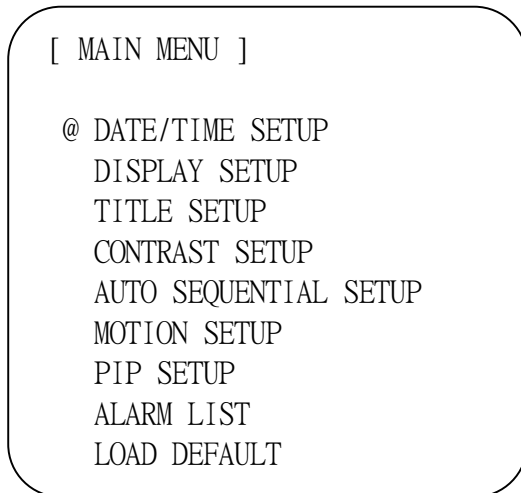 [ MAIN MENU ]
@ DATE/TIME SETUP
DISPLAY SETUP
TITLE SETUP
CONTRAST SETUP
AUTO SEQUENTIAL SETUP
MOTION SETUP
PIP SETUP
ALARM LIST
LOAD DEFAULT